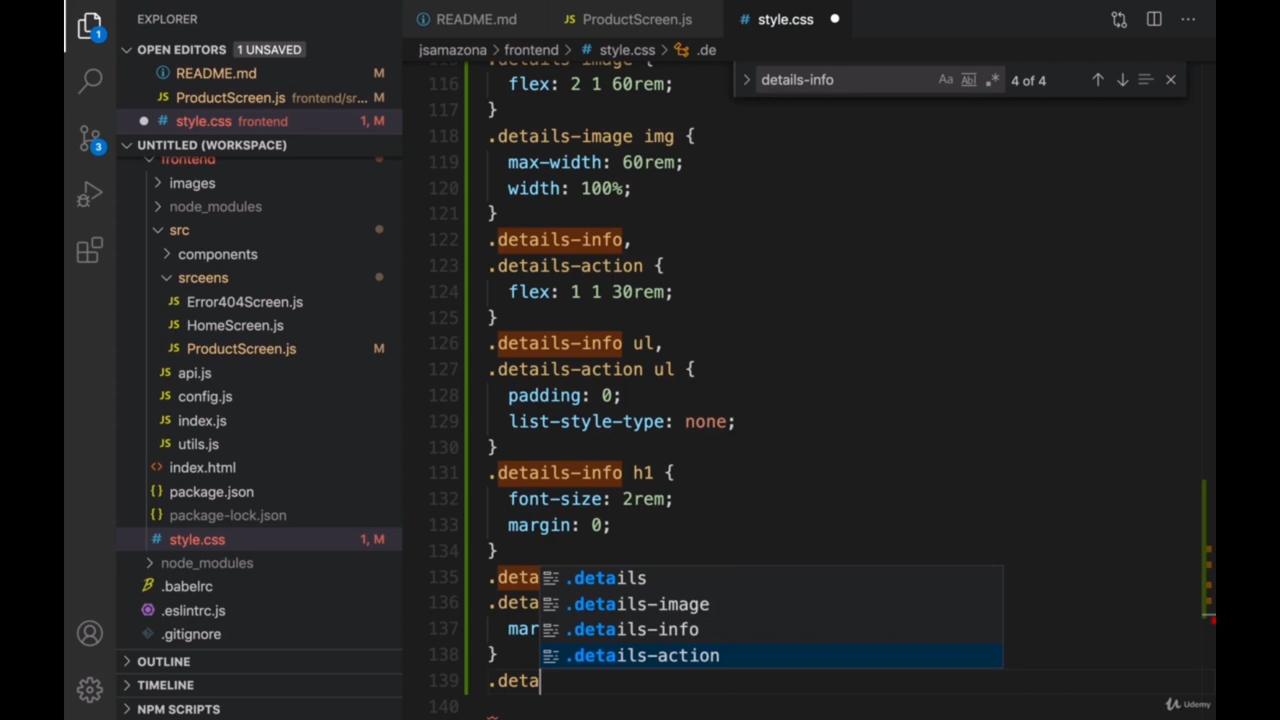 EXPLORER
README.md
ProductScreen.js
style.css
OPEN EDITORS 1 UNSAVED
jsamazona > frontend > style.css > .de
README.md M
ProductScreen.js frontend/sr... M
style.css frontend 1, M
UNTITLED (WORKSPACE)
frontend
images
node_modules
src
components
srceens
Error404Screen.js
HomeScreen.js
ProductScreen.js M
api.js
config.js
index.js
utils.js
index.html
package.json
package-lock.json
style.css 1, M
node_modules
.babelrc
.eslintrc.js
.gitignore
OUTLINE
TIMELINE
NPM SCRIPTS
1
3
details-info Aa ab .* 4 of 4
115 .details-image {
116 flex: 2 1 60rem;
117 }
118 .details-image img {
119 max-width: 60rem;
120 width: 100%;
121 }
122 .details-info,
123 .details-action {
124 flex: 1 1 30rem;
125 }
126 .details-info ul,
127 .details-action ul {
128 padding: 0;
129 list-style-type: none;
130 }
131 .details-info h1 {
132 font-size: 2rem;
133 margin: 0;
134 }
135 .deta
136 .deta
137 mar
138 }
139 .deta
140
.details
.details-image
.details-info
.details-action
Udemy